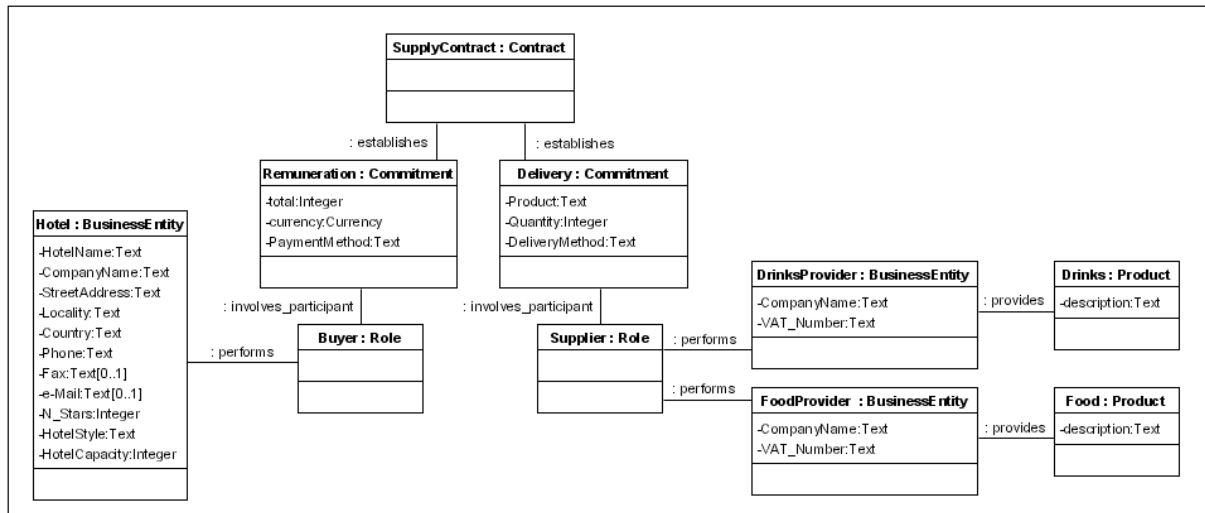 SupplyContract : Contract
: establishes
: establishes
Remuneration : Commitment
-total:Integer
-currency:Currency
-PaymentMethod:Text
Delivery : Commitment
-Product:Text
-Quantity:Integer
-DeliveryMethod:Text
Hotel : BusinessEntity
-HotelName:Text
-CompanyName:Text
-StreetAddress:Text
-Locality:Text
-Country:Text
-Phone:Text
-Fax:Text[0..1]
-e-Mail:Text[0..1]
-N_Stars:Integer
-HotelStyle:Text
-HotelCapacity:Integer
: involves_participant
: involves_participant
: performs
Buyer : Role
Supplier : Role
: performs
: performs
DrinksProvider : BusinessEntity
-CompanyName:Text
-VAT_Number:Text
: provides
Drinks : Product
-description:Text
FoodProvider : BusinessEntity
-CompanyName:Text
-VAT_Number:Text
: provides
Food : Product
-description:Text